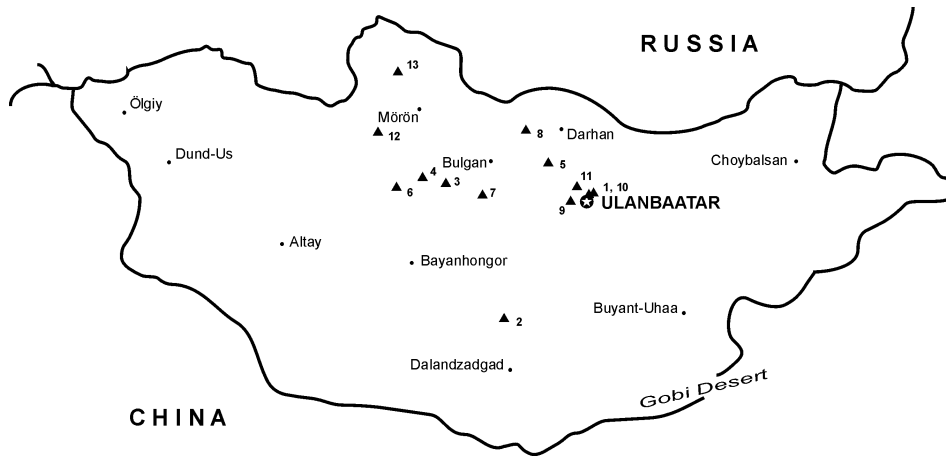 RUSSIA
13
Ölgiy
Mörön
12
8
Darhan
Dund-Us
Bulgan
5
Choybalsan
4
3
6
7
11
1, 10
9
ULANBAATAR
Altay
Bayanhongor
2
Buyant-Uhaa
Dalandzadgad
Gobi Desert
CHINA